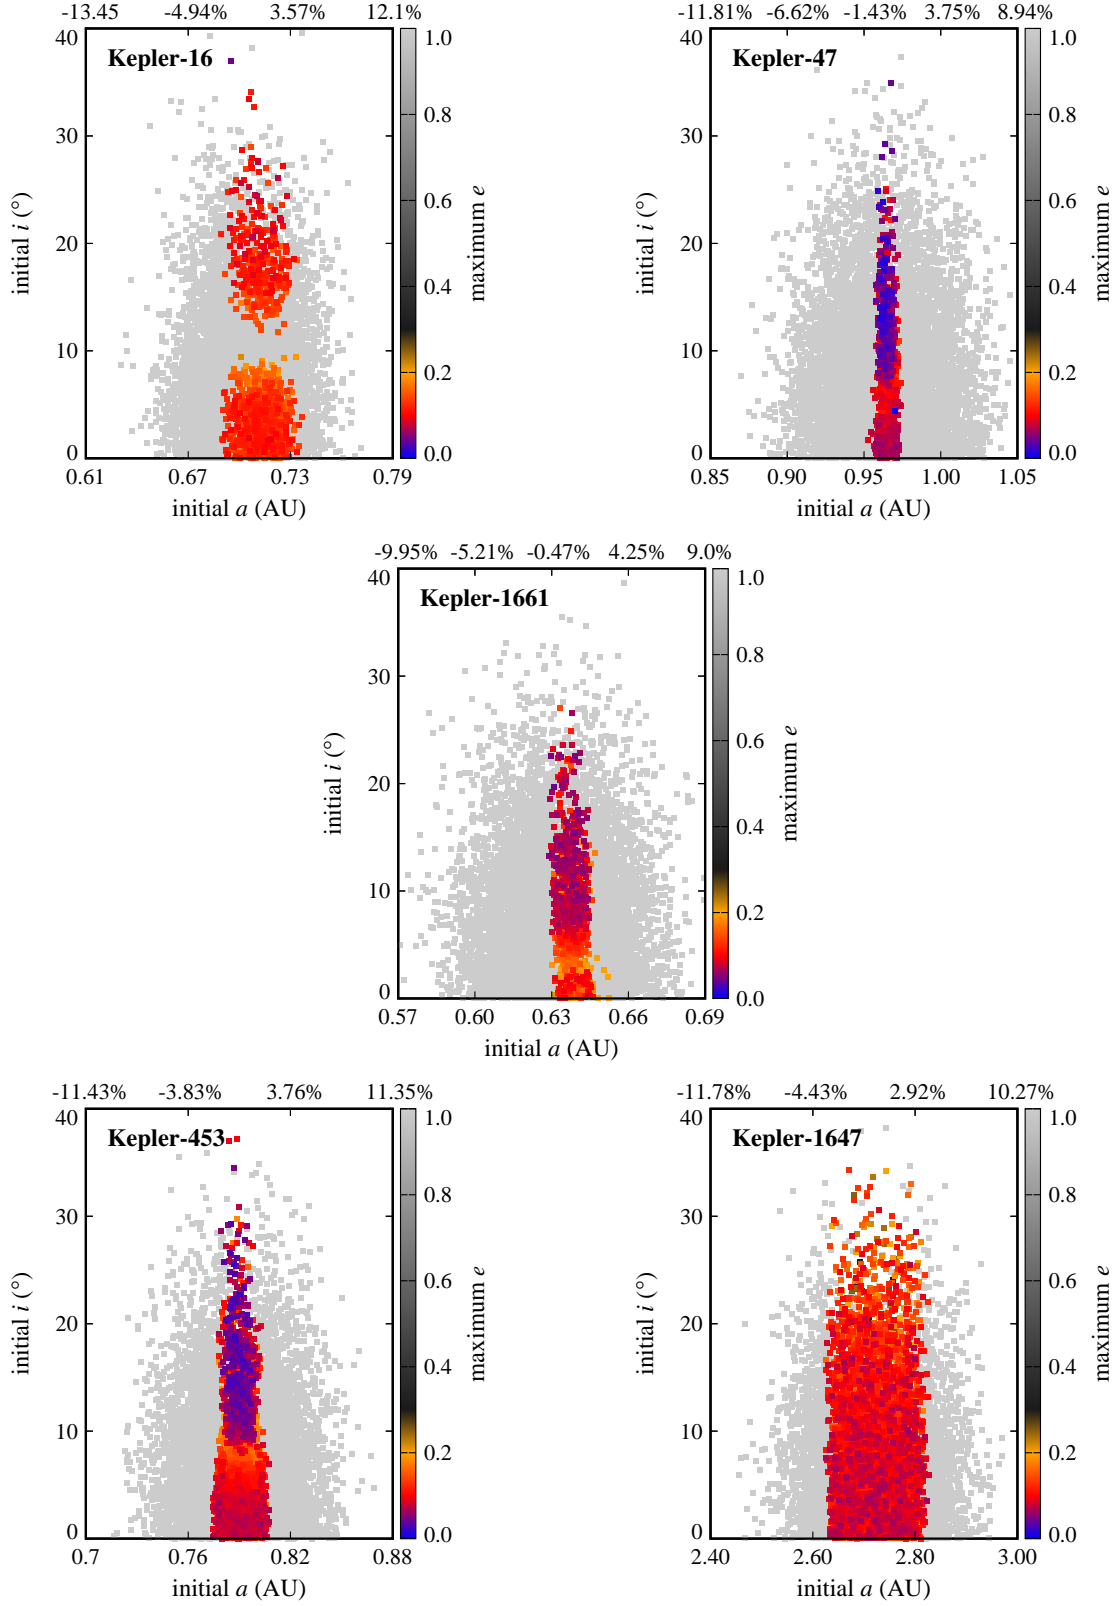 -13.45 -4.94% 3.57% 12.1%
Kepler-16
40
30
20
10
0
initial i (°)
0.61 0.67 0.73 0.79
initial a (AU)
1.0
0.8
0.6
0.4
0.2
0.0
maximum e
-11.81% -6.62% -1.43% 3.75% 8.94%
Kepler-47
40
30
20
10
0
initial i (°)
0.85 0.90 0.95 1.00 1.05
initial a (AU)
1.0
0.8
0.6
0.4
0.2
0.0
maximum e
-9.95% -5.21% -0.47% 4.25% 9.0%
Kepler-1661
40
30
20
10
0
initial i (°)
0.57 0.60 0.63 0.66 0.69
initial a (AU)
1.0
0.8
0.6
0.4
0.2
0.0
maximum e
-11.43% -3.83% 3.76% 11.35%
Kepler-453
40
30
20
10
0
initial i (°)
0.7 0.76 0.82 0.88
initial a (AU)
1.0
0.8
0.6
0.4
0.2
0.0
maximum e
-11.78% -4.43% 2.92% 10.27%
Kepler-1647
40
30
20
10
0
initial i (°)
2.40 2.60 2.80 3.00
initial a (AU)
1.0
0.8
0.6
0.4
0.2
0.0
maximum e